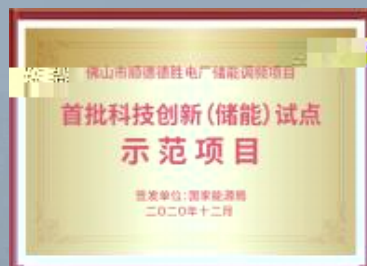 佛山市顺德德胜电厂储能调频项目
首批科技创新(储能)试点
示范项目
签发单位:国家能源局
二〇二〇年十二月